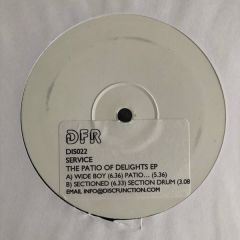 DFR
DIS022
SERVICE
THE PATIO OF DELIGHTS EP
A) WIDE BOY (6.36) PATIO... (5.36)
B) SECTIONED (6.33) SECTION DRUM (3.08
EMAIL INFO@DISCFUNCTION.COM